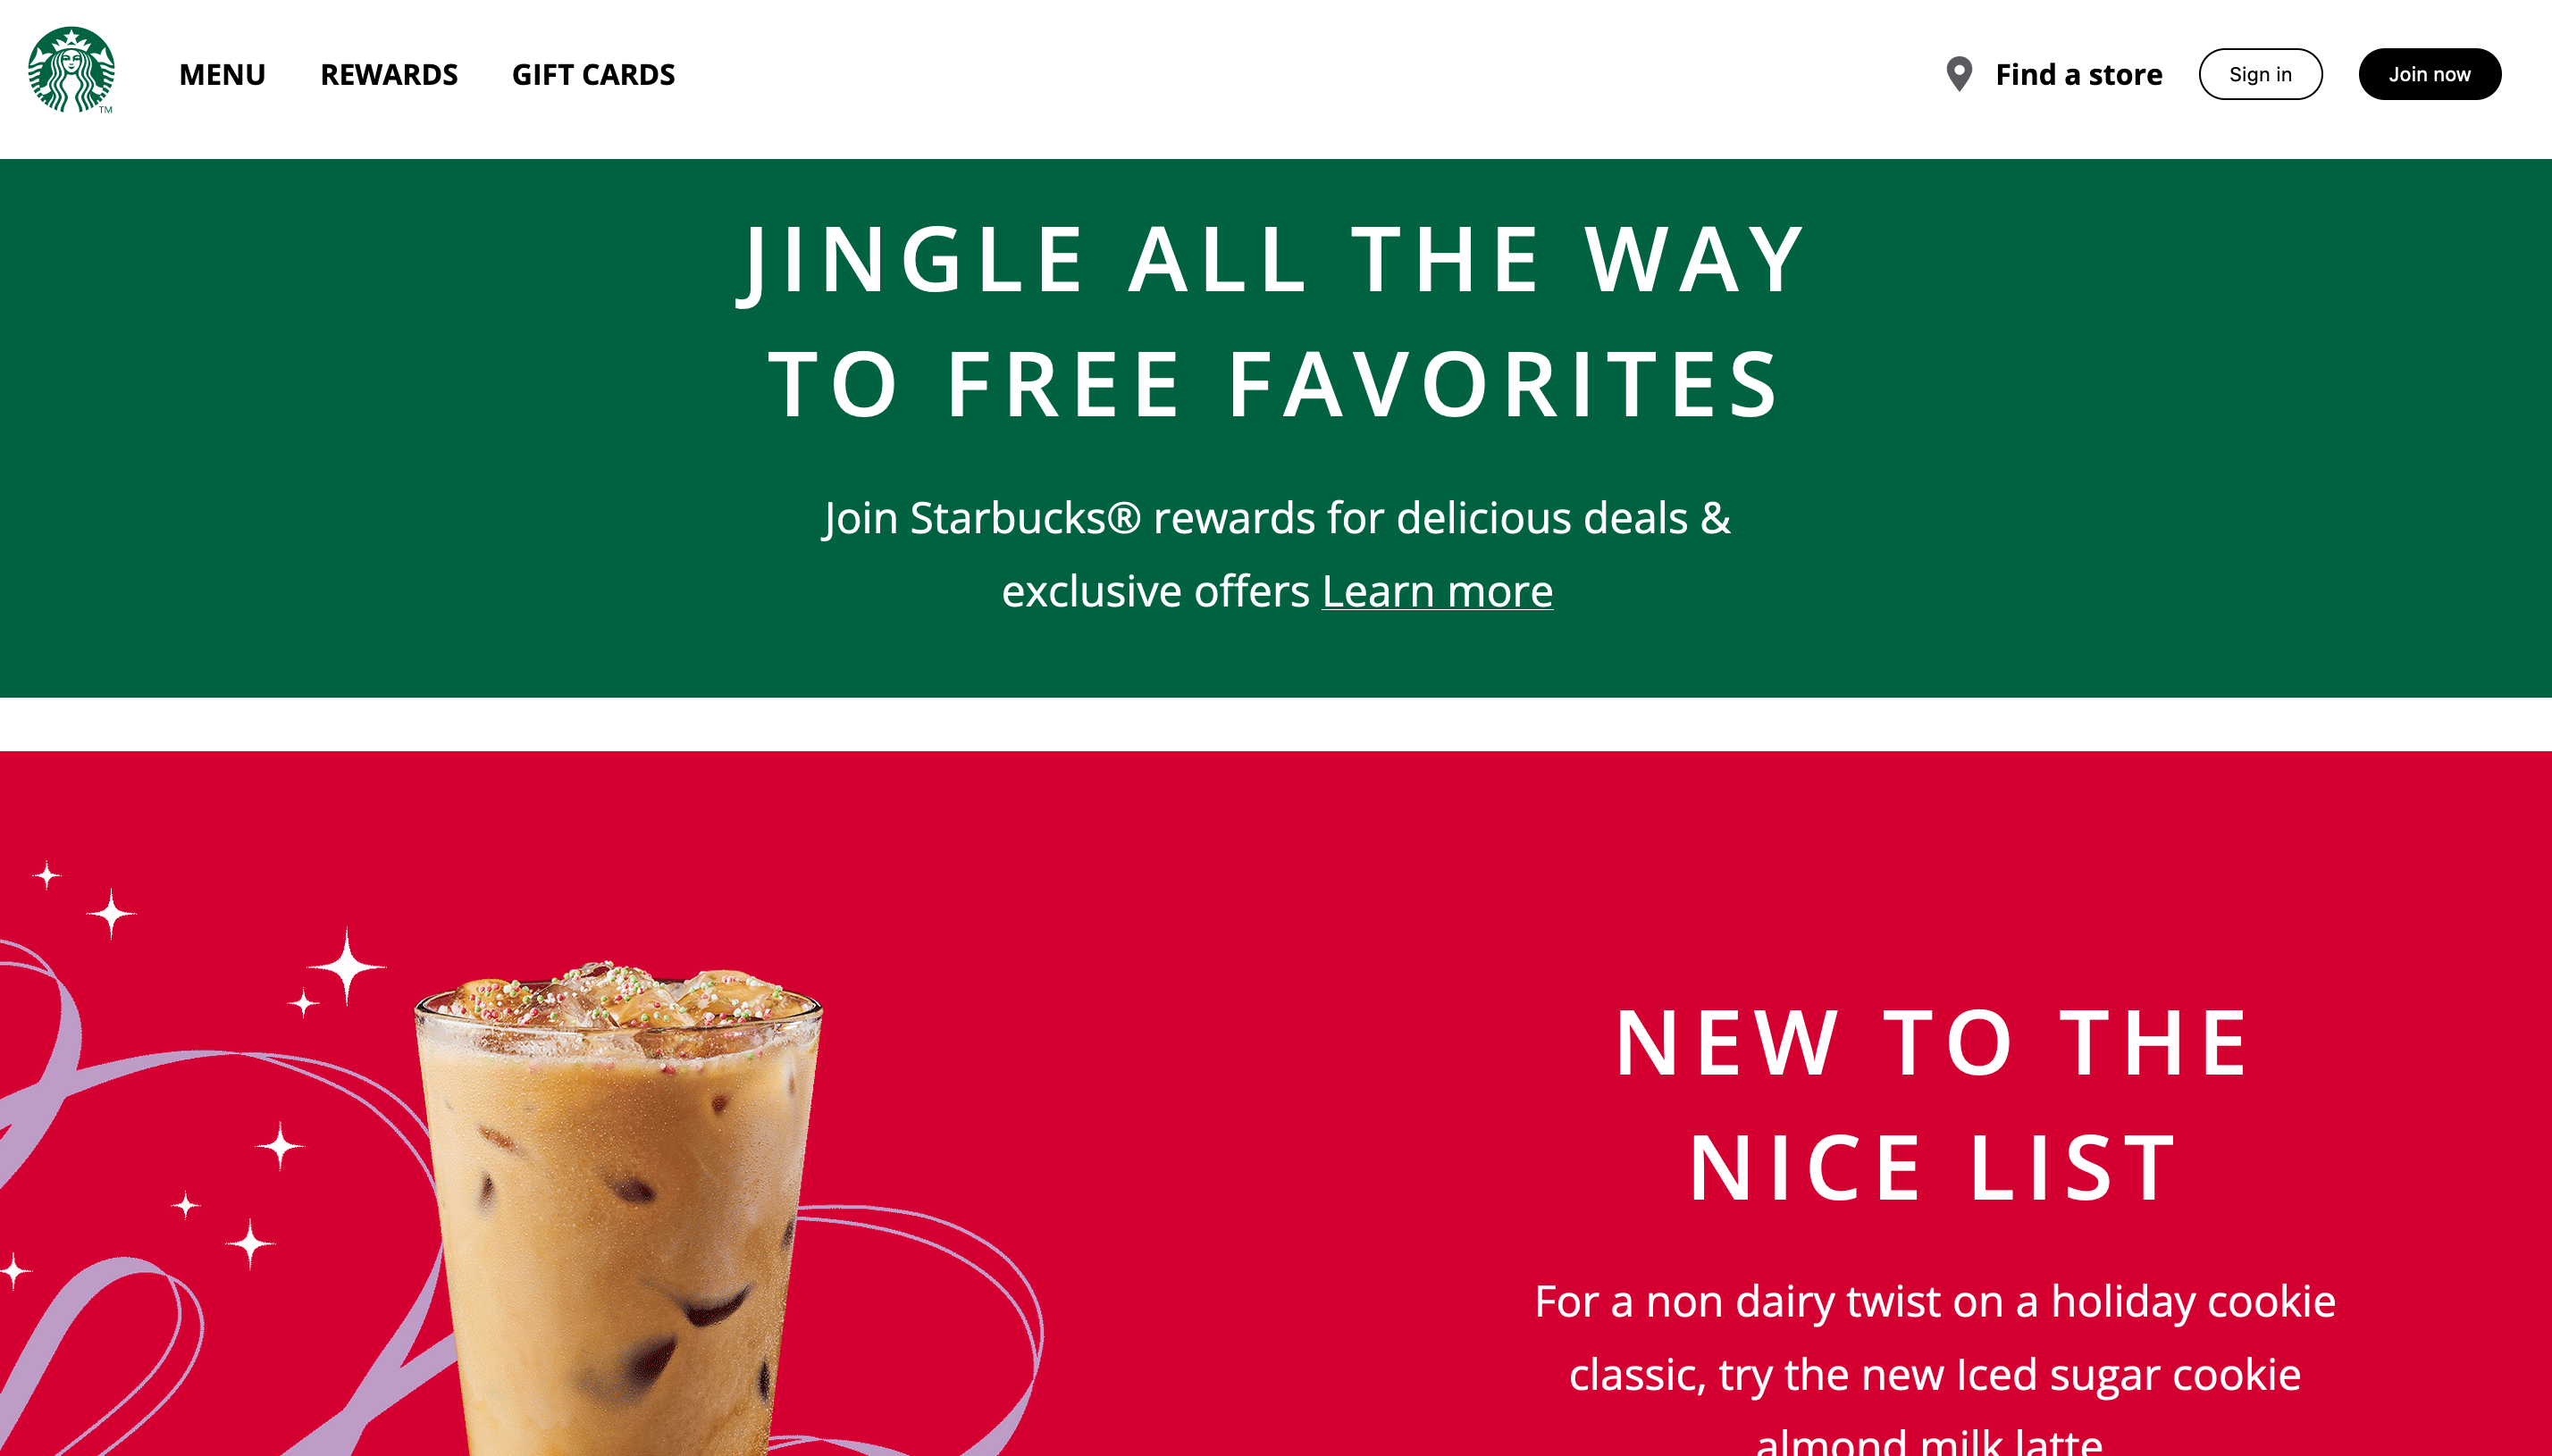 TM
MENU REWARDS GIFT CARDS Find a store Sign in Join now
JINGLE ALL THE WAY
TO FREE FAVORITES
Join Starbucks® rewards for delicious deals &
exclusive offers Learn more
NEW TO THE
NICE LIST
For a non dairy twist on a holiday cookie
classic, try the new Iced sugar cookie
almond milk latte